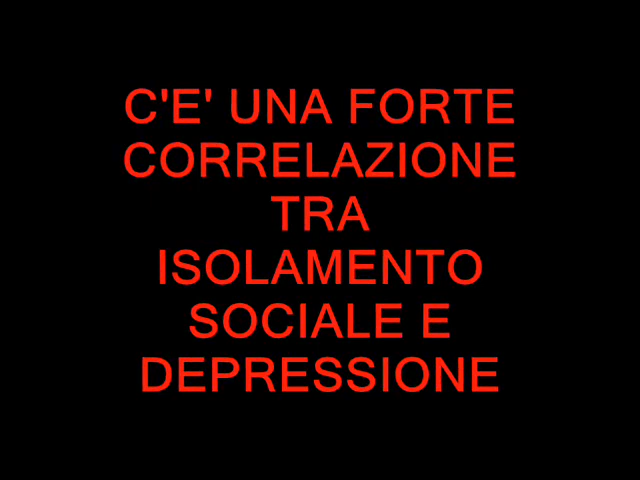 C'E' UNA FORTE
CORRELAZIONE
TRA
ISOLAMENTO
SOCIALE E
DEPRESSIONE